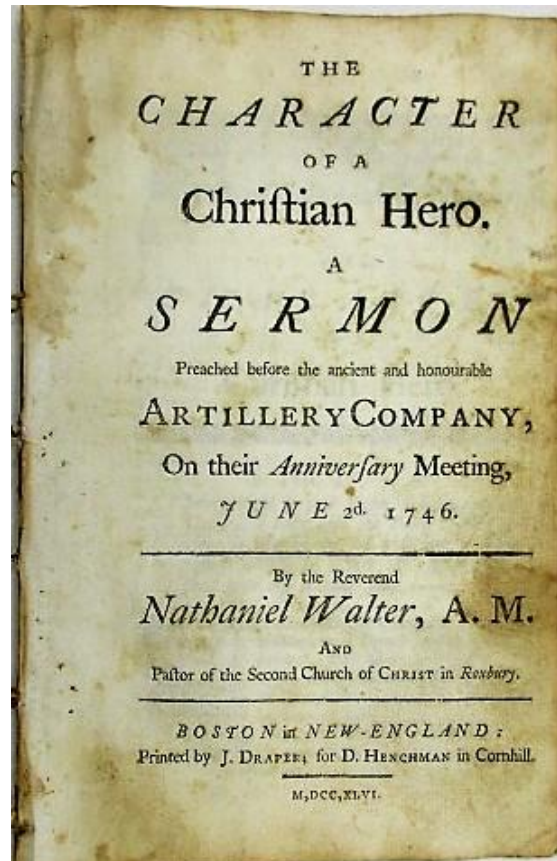 THE
CHARACTER
OF A
Chriſtian Hero.
A
SERMON
Preached before the ancient and honourable
ARTILLERY COMPANY,
On their Anniverſary Meeting,
JUNE 2d. 1746.
By the Reverend
Nathaniel Walter, A. M.
AND
Paſtor of the Second Church of CHRIST in Roxbury.
BOSTON in NEW-ENGLAND:
Printed by J. DRAPER, for D. HENCHMAN in Cornhill.
M,DCC,XLVI.